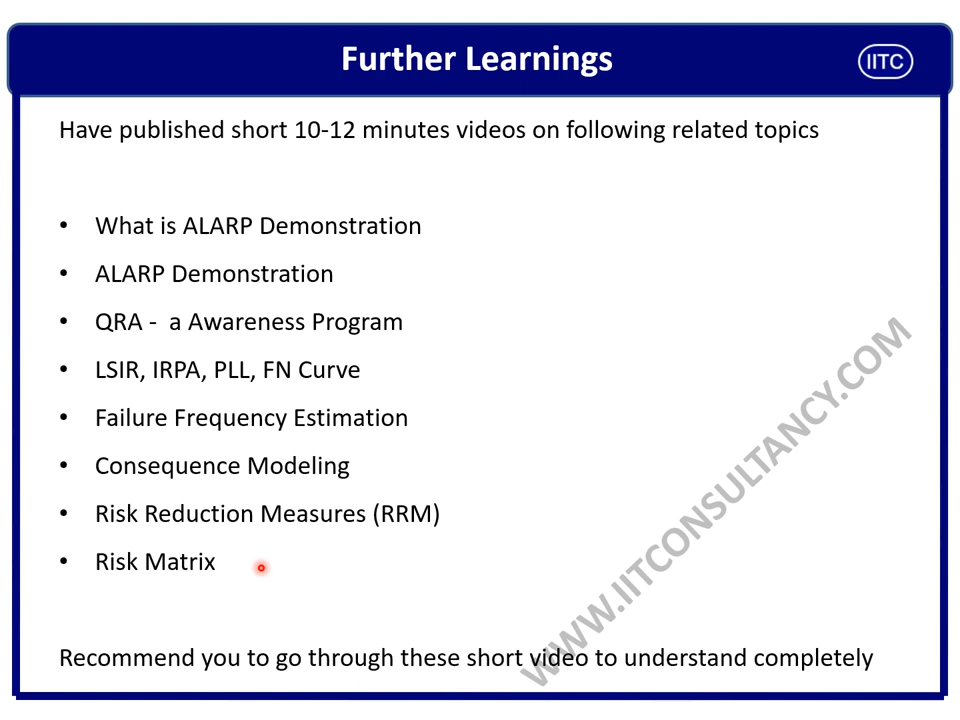 Further Learnings
IITC
Have published short 10-12 minutes videos on following related topics
• What is ALARP Demonstration
• ALARP Demonstration
• QRA - a Awareness Program
• LSIR, IRPA, PLL, FN Curve
• Failure Frequency Estimation
• Consequence Modeling
• Risk Reduction Measures (RRM)
• Risk Matrix
Recommend you to go through these short video to understand completely
WWW.IITCONSULTANCY.COM